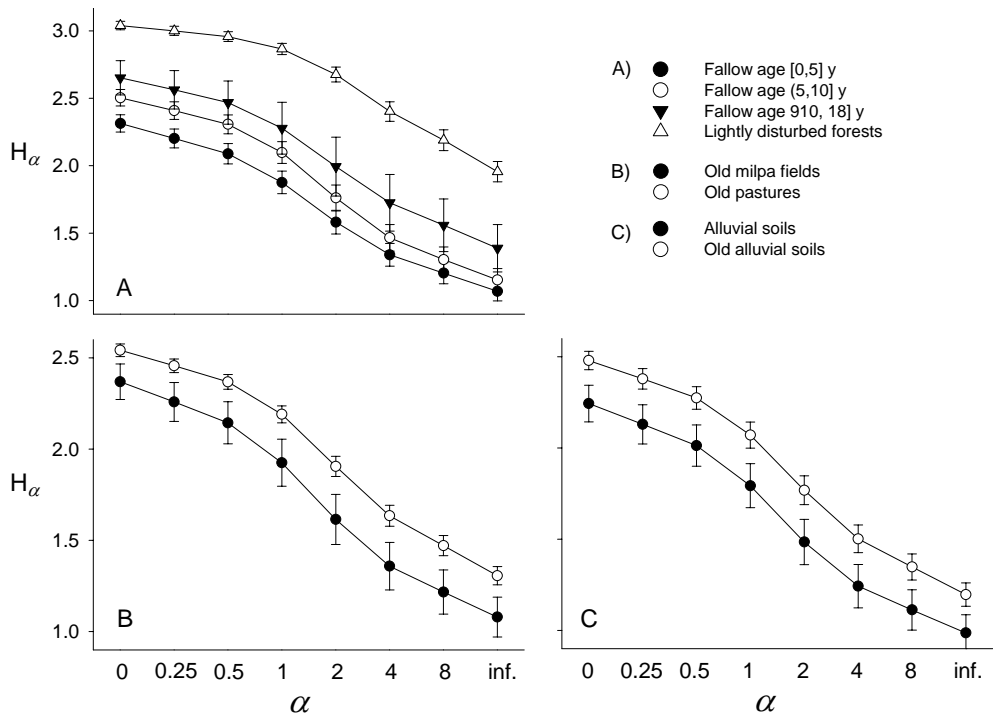 3.0
Hα
2.5
2.0
1.5
1.0
A
A) Fallow age [0,5] y
Fallow age (5,10] y
Fallow age 910, 18] y
Lightly disturbed forests
B) Old milpa fields
Old pastures
C) Alluvial soils
Old alluvial soils
2.5
2.0
Hα
1.5
1.0
B
C
0 0.25 0.5 1 2 4 8 inf.
α
0 0.25 0.5 1 2 4 8 inf.
α